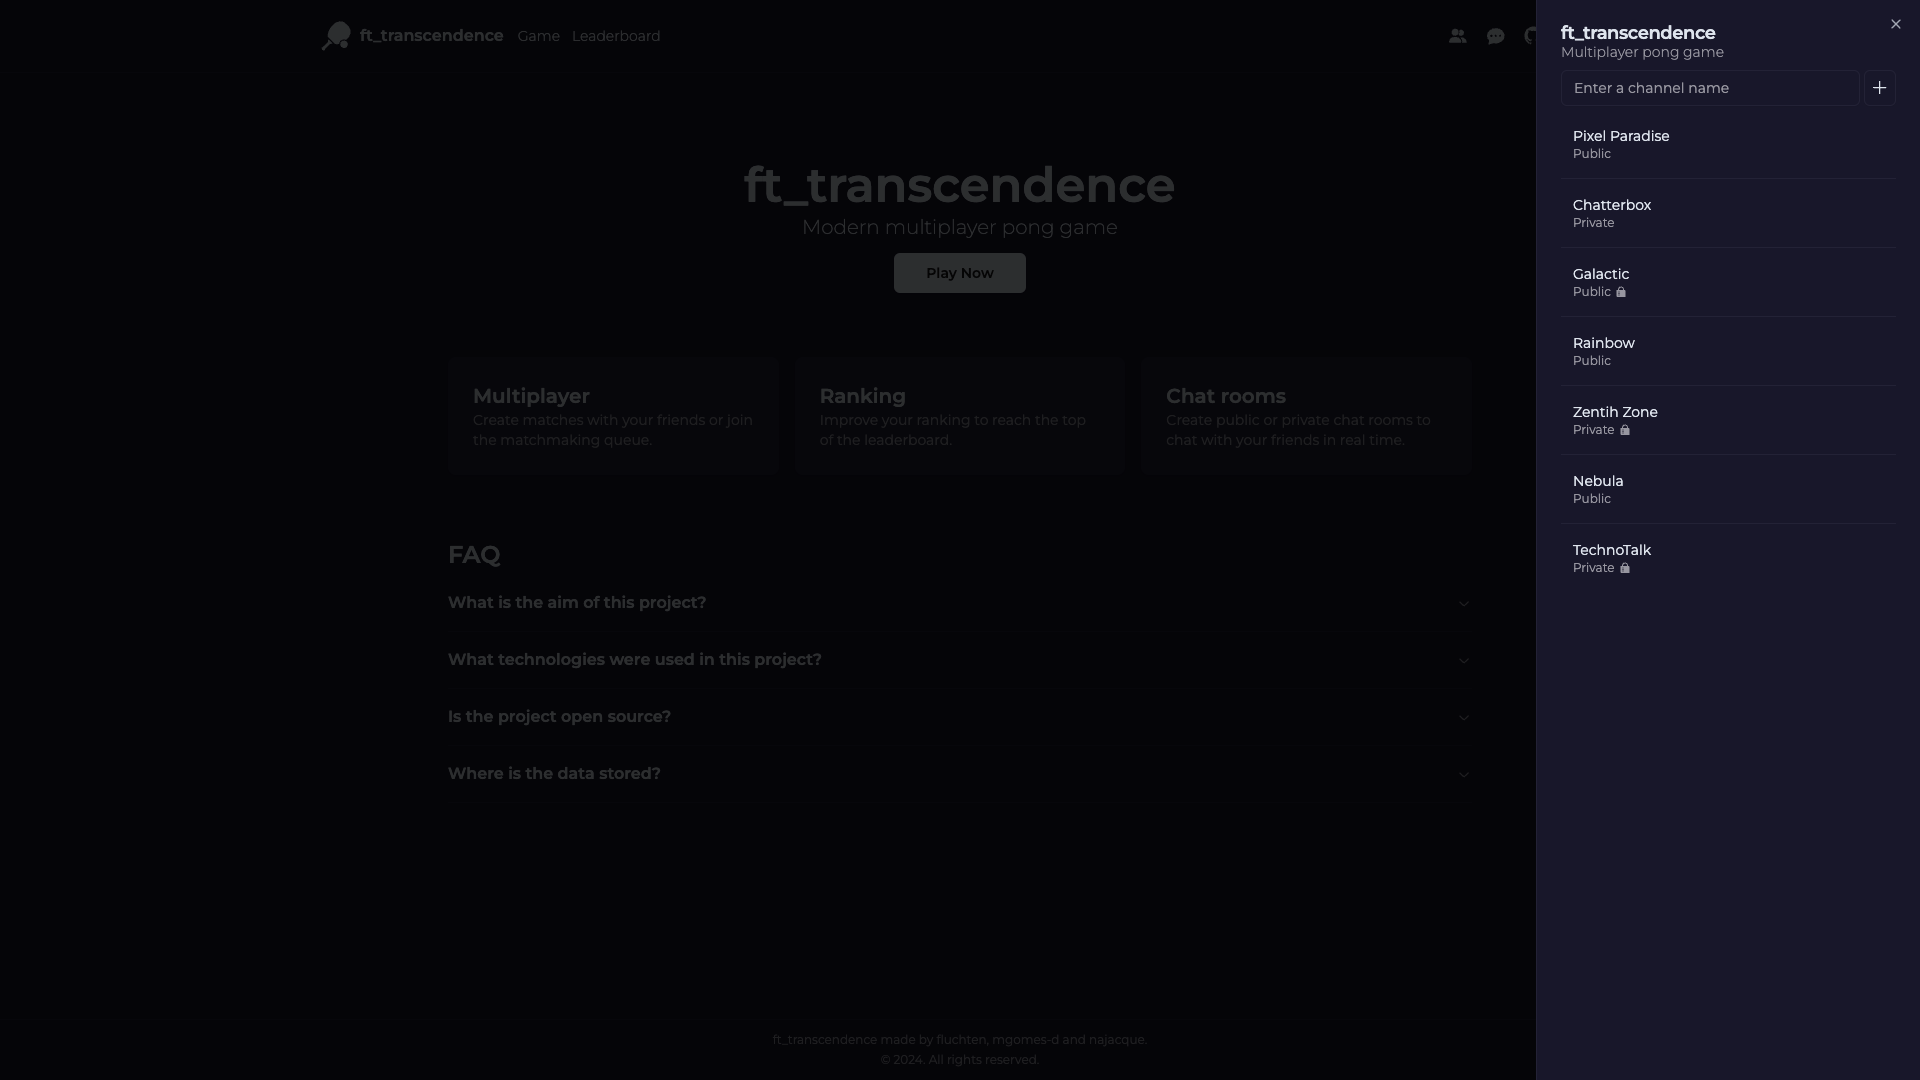 ft_transcendence Game Leaderboard
ft_transcendence
Modern multiplayer pong game
Play Now
Multiplayer
Create matches with your friends or join
the matchmaking queue.
Ranking
Improve your ranking to reach the top
of the leaderboard.
Chat rooms
Create public or private chat rooms to
chat with your friends in real time.
FAQ
What is the aim of this project?
What technologies were used in this project?
Is the project open source?
Where is the data stored?
ft_transcendence made by fluchten, mgomes-d and najacque.
© 2024. All rights reserved.
ft_transcendence
Multiplayer pong game
Enter a channel name
Pixel Paradise
Public
Chatterbox
Private
Galactic
Public
Rainbow
Public
Zentih Zone
Private
Nebula
Public
TechnoTalk
Private